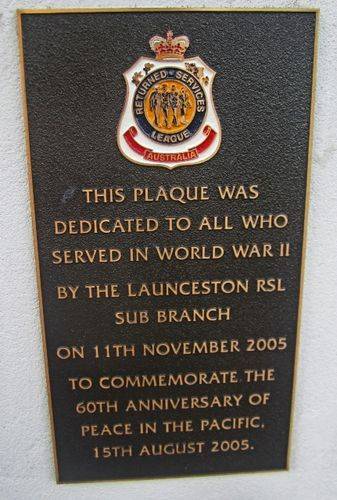 RETURNED • SERVICES
LEAGUE
AUSTRALIA
THIS PLAQUE WAS
DEDICATED TO ALL WHO
SERVED IN WORLD WAR II
BY THE LAUNCESTON RSL
SUB BRANCH
ON 11TH NOVEMBER 2005
TO COMMEMORATE THE
60TH ANNIVERSARY OF
PEACE IN THE PACIFIC,
15TH AUGUST 2005.